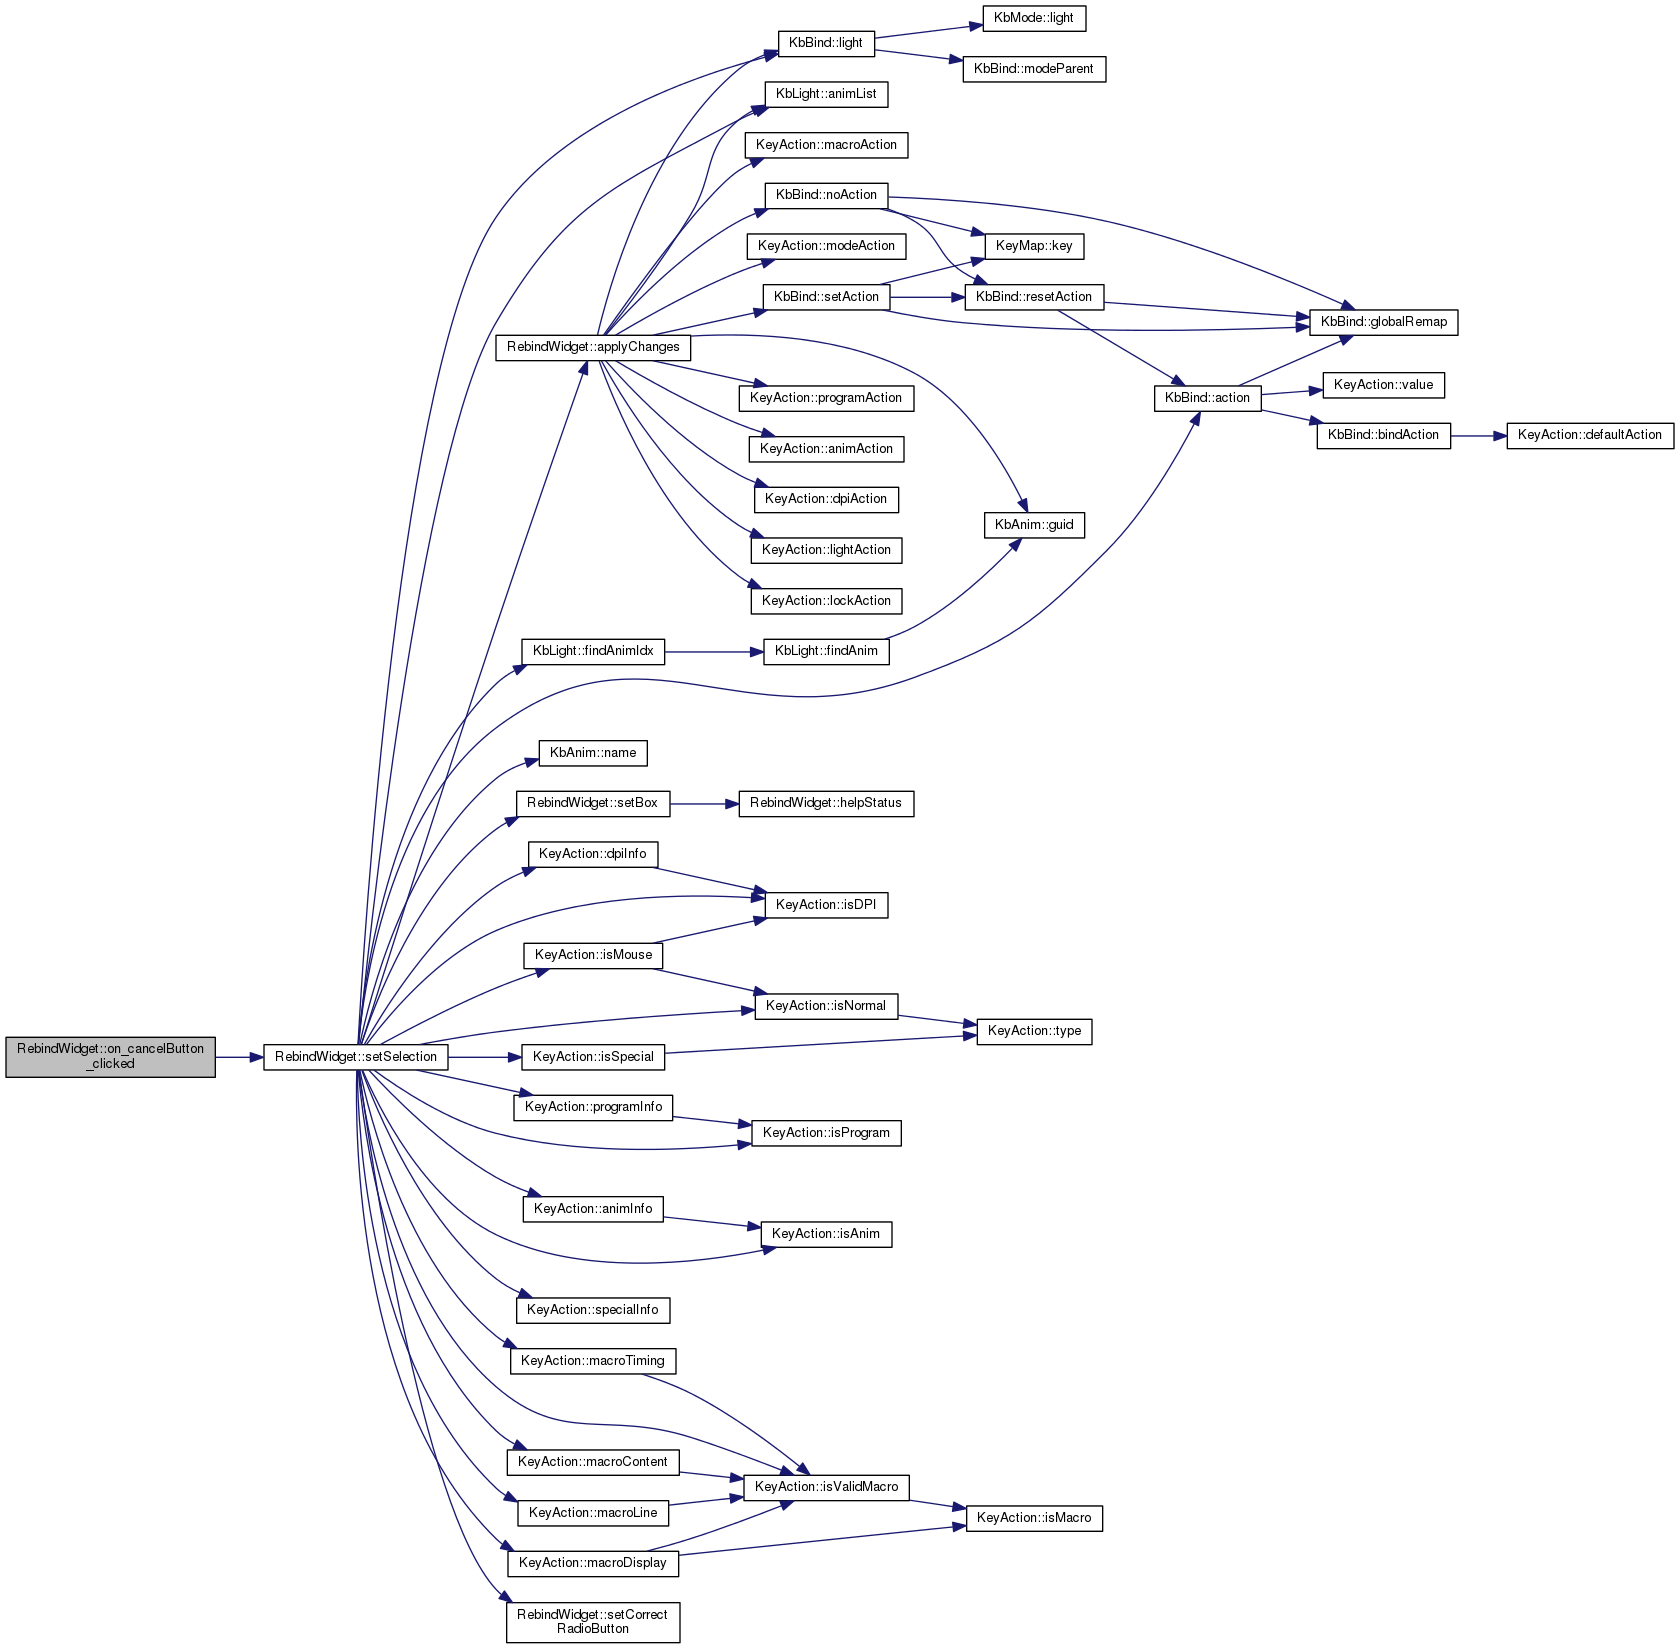 KbMode::light
KbBind::light
KbBind::modeParent
KbLight::animList
KeyAction::macroAction
KbBind::noAction
KeyAction::modeAction
KeyMap::key
KbBind::setAction
KbBind::resetAction
KbBind::globalRemap
RebindWidget::applyChanges
KeyAction::programAction
KbBind::action
KeyAction::value
KbBind::bindAction
KeyAction::defaultAction
KeyAction::animAction
KeyAction::dpiAction
KbAnim::guid
KeyAction::lightAction
KeyAction::lockAction
KbLight::findAnimIdx
KbLight::findAnim
KbAnim::name
RebindWidget::setBox
RebindWidget::helpStatus
KeyAction::dpiInfo
KeyAction::isDPI
KeyAction::isMouse
KeyAction::isNormal
KeyAction::type
RebindWidget::on_cancelButton
_clicked
RebindWidget::setSelection
KeyAction::isSpecial
KeyAction::programInfo
KeyAction::isProgram
KeyAction::animInfo
KeyAction::isAnim
KeyAction::specialInfo
KeyAction::macroTiming
KeyAction::macroContent
KeyAction::isValidMacro
KeyAction::macroLine
KeyAction::isMacro
KeyAction::macroDisplay
RebindWidget::setCorrect
RadioButton